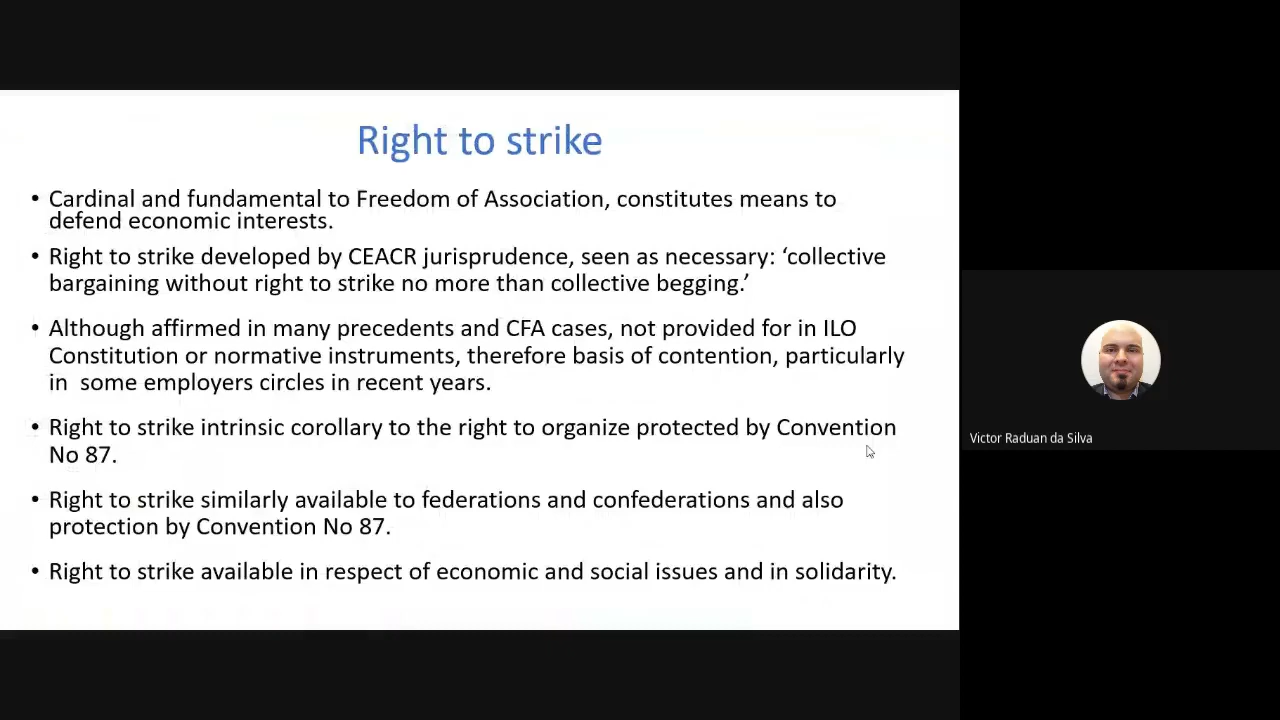 Right to strike
• Cardinal and fundamental to Freedom of Association, constitutes means to
defend economic interests.
• Right to strike developed by CEACR jurisprudence, seen as necessary: ‘collective
bargaining without right to strike no more than collective begging.’
• Although affirmed in many precedents and CFA cases, not provided for in ILO
Constitution or normative instruments, therefore basis of contention, particularly
in some employers circles in recent years.
• Right to strike intrinsic corollary to the right to organize protected by Convention
No 87.
• Right to strike similarly available to federations and confederations and also
protection by Convention No 87.
• Right to strike available in respect of economic and social issues and in solidarity.
Victor Raduan da Silva